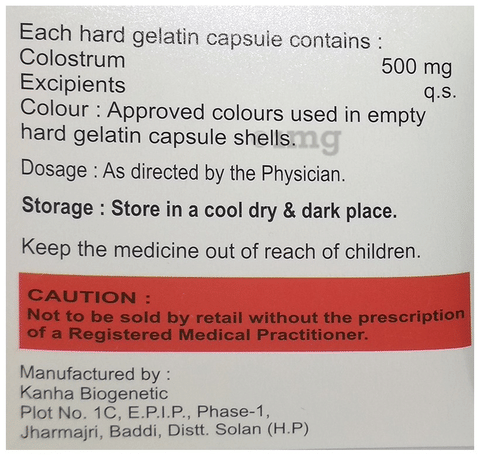 Each hard gelatin capsule contains :
Colostrum 500 mg
Excipients q.s.
Colour : Approved colours used in empty
hard gelatin capsule shells.
mg
Dosage : As directed by the Physician.
Storage : Store in a cool dry & dark place.
Keep the medicine out of reach of children.
CAUTION :
Not to be sold by retail without the prescription
of a Registered Medical Practitioner.
Manufactured by :
Kanha Biogenetic
Plot No. 1C, E.P.I.P., Phase-1,
Jharmajri, Baddi, Distt. Solan (H.P)